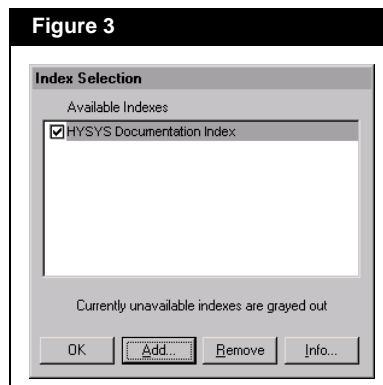 Figure 3
Index Selection
Available Indexes
HYSYS Documentation Index
Currently unavailable indexes are grayed out
OK Add... Remove Info...